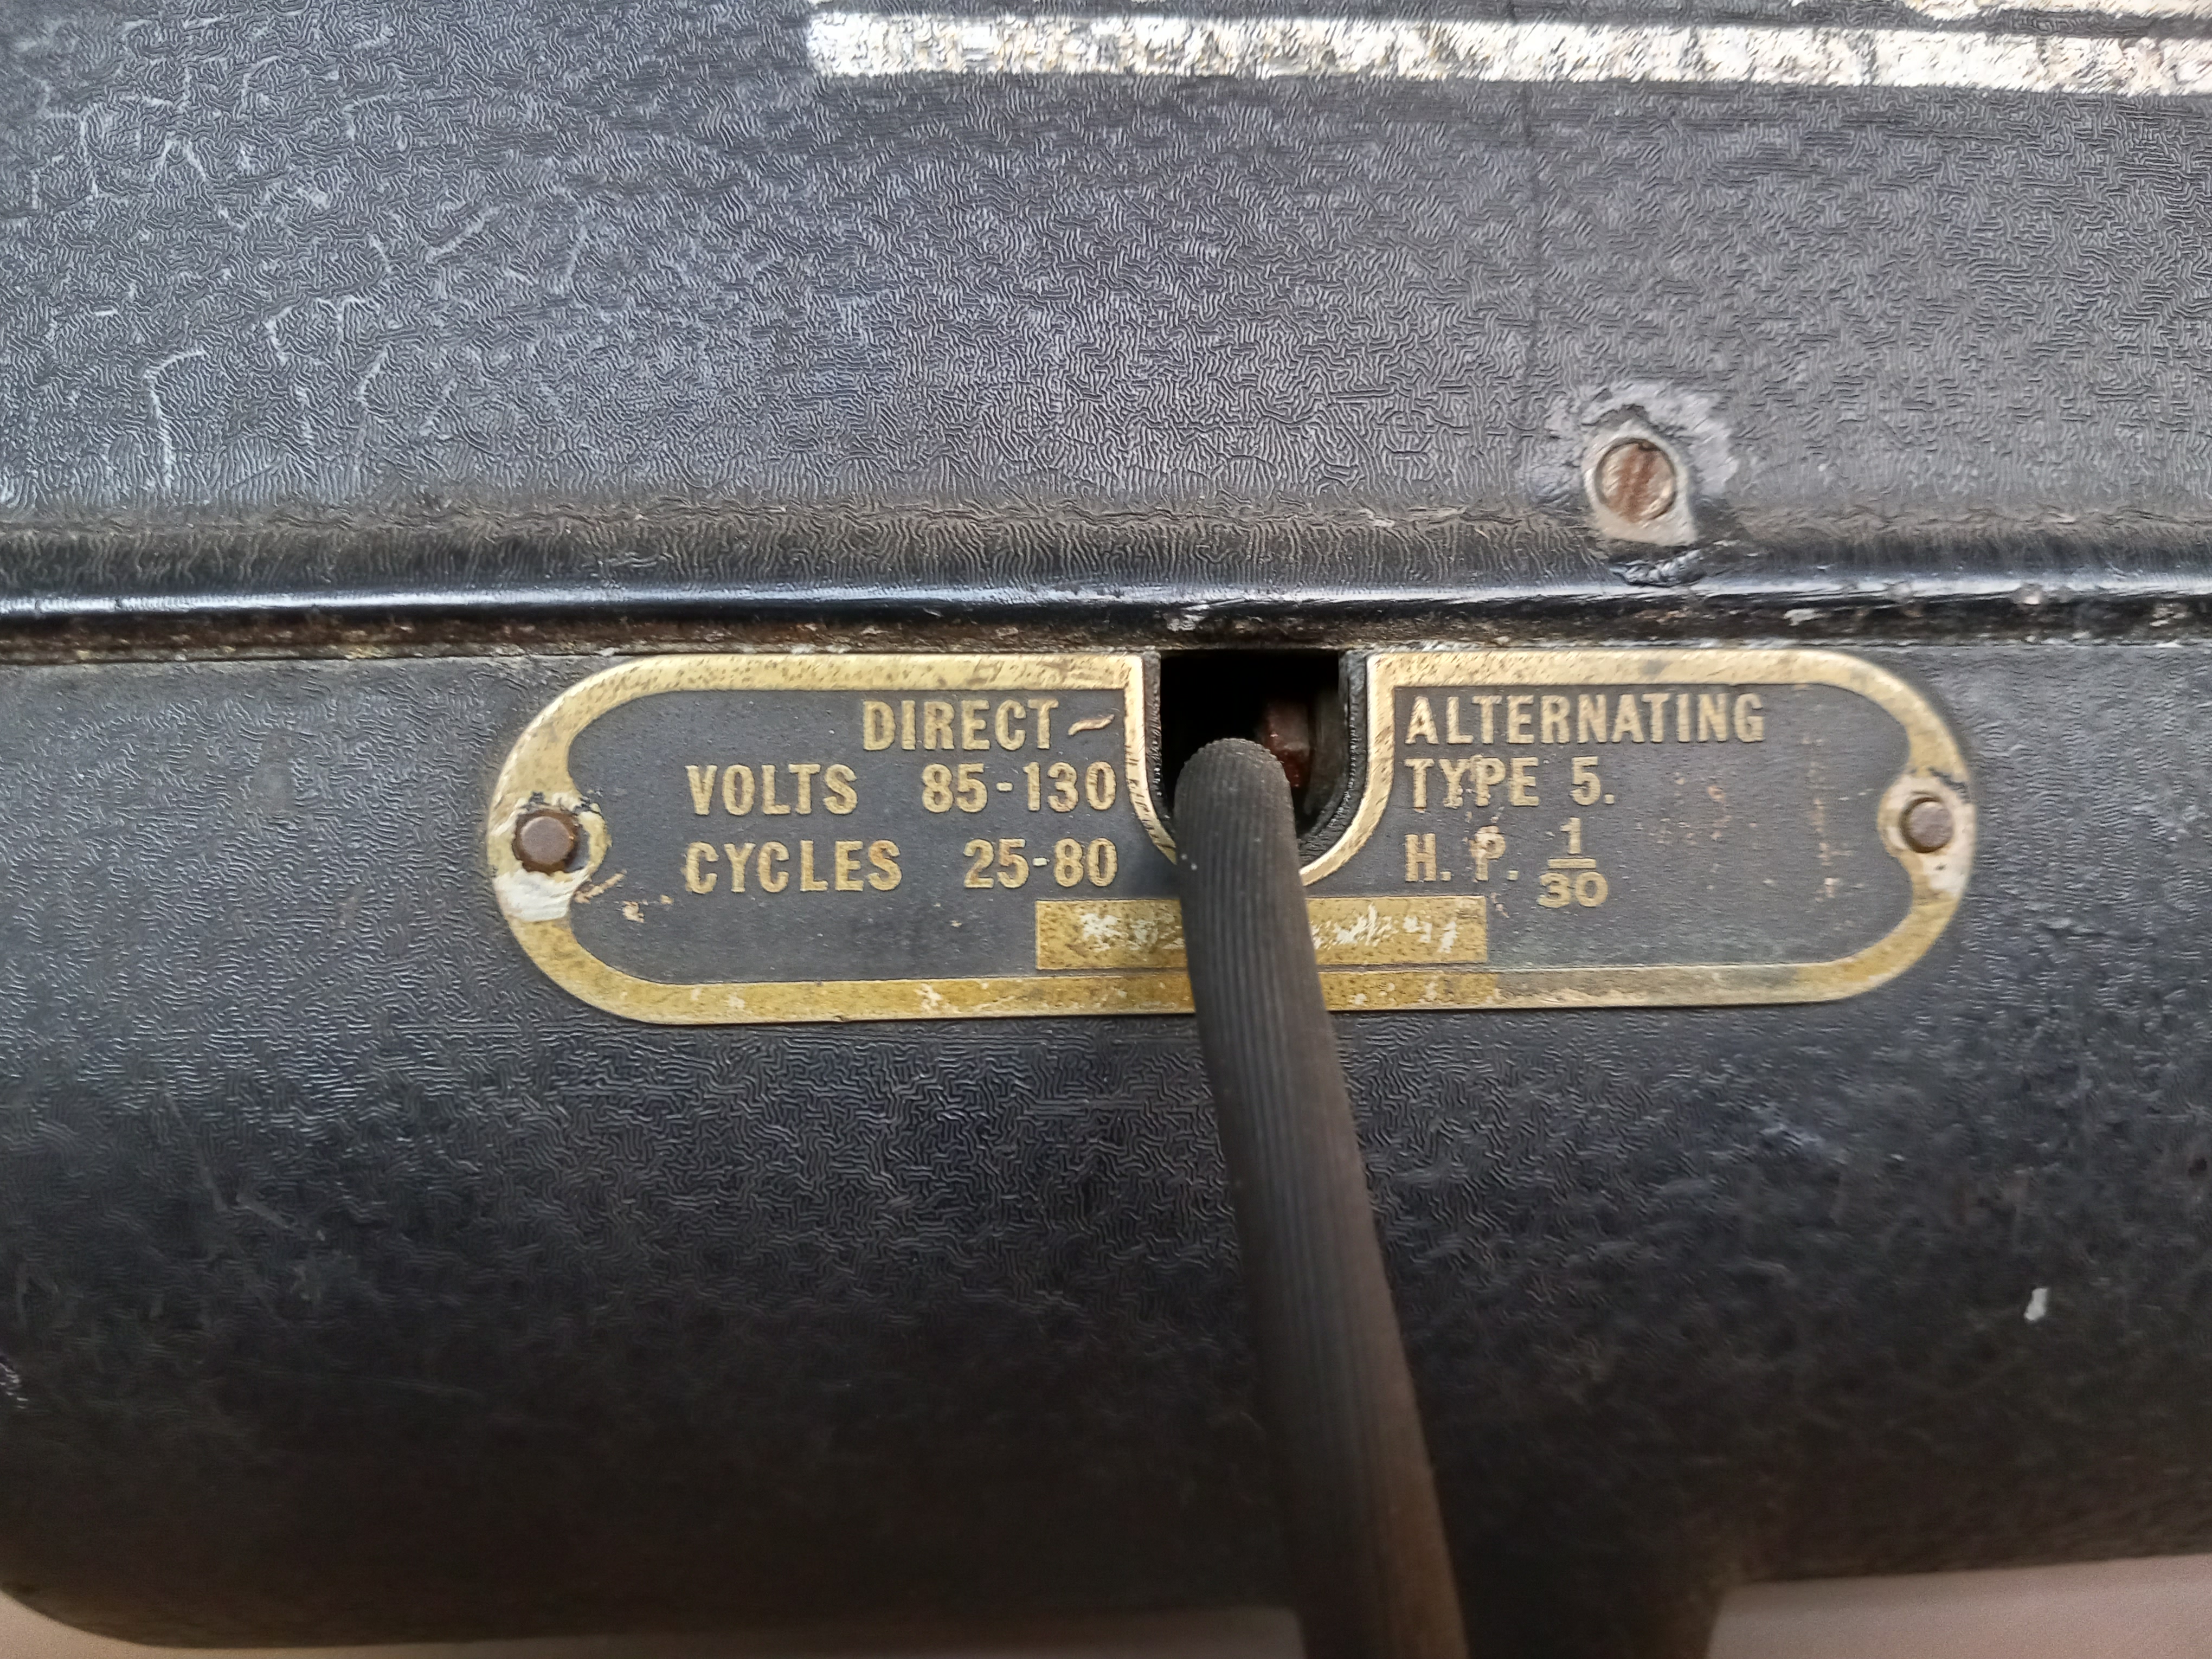 DIRECT ~ ALTERNATING
VOLTS 85-130 TYPE 5.
CYCLES 25-80 H. P. 1/30